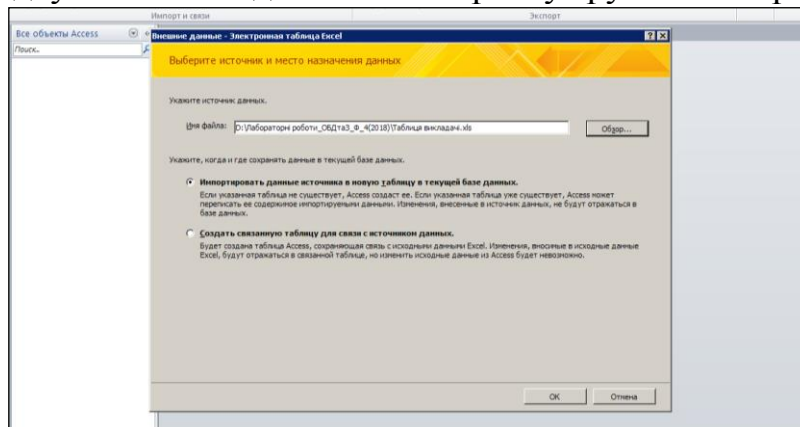 Импорт и связи
Экспорт
Все объекты Access
Поиск..
Внешние данные - Электронная таблица Excel
Выберите источник и место назначения данных
Укажите источник данных.
Имя файла:
D:\Лабораторні роботи_ОБДтаЗ_Ф_4(2018)\Таблиця викладачі.xls
Обзор...
Укажите, когда и где сохранять данные в текущей базе данных.
Импортировать данные источника в новую таблицу в текущей базе данных.
Если указанная таблица не существует, Access создаст ее. Если указанная таблица уже существует, Access может
переписать ее содержимое импортируемыми данными. Изменения, внесенные в источник данных, не будут отражаться в
базе данных.
Создать связанную таблицу для связи с источником данных.
Будет создана таблица Access, сохраняющая связь с исходными данными Excel. Изменения, вносимые в исходные данные
Excel, будут отражаться в связанной таблице, но изменить исходные данные из Access будет невозможно.
OK
Отмена